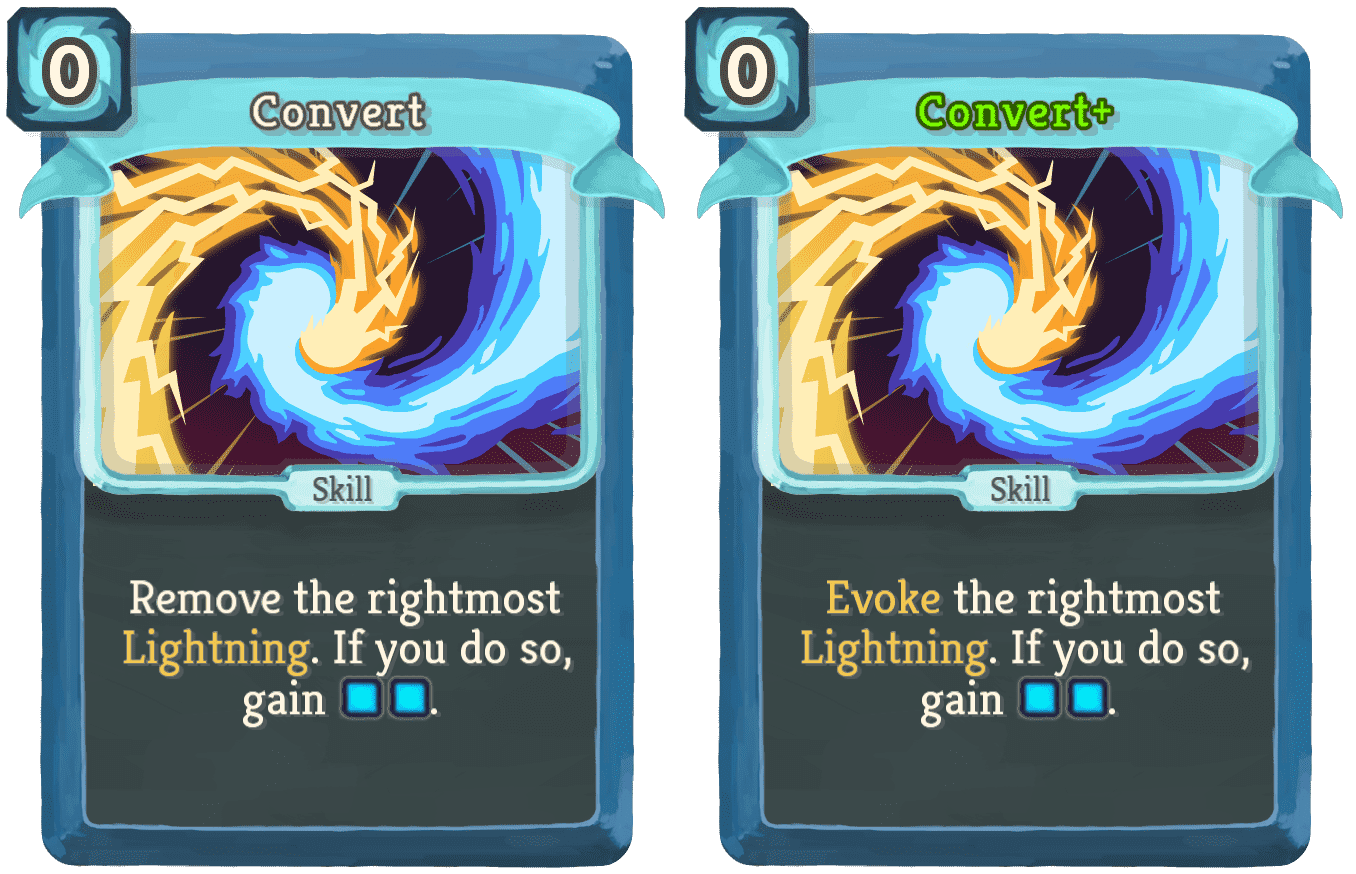 0
Convert
Skill
Remove the rightmost
Lightning. If you do so,
gain .
0
Convert+
Skill
Evoke the rightmost
Lightning. If you do so,
gain .